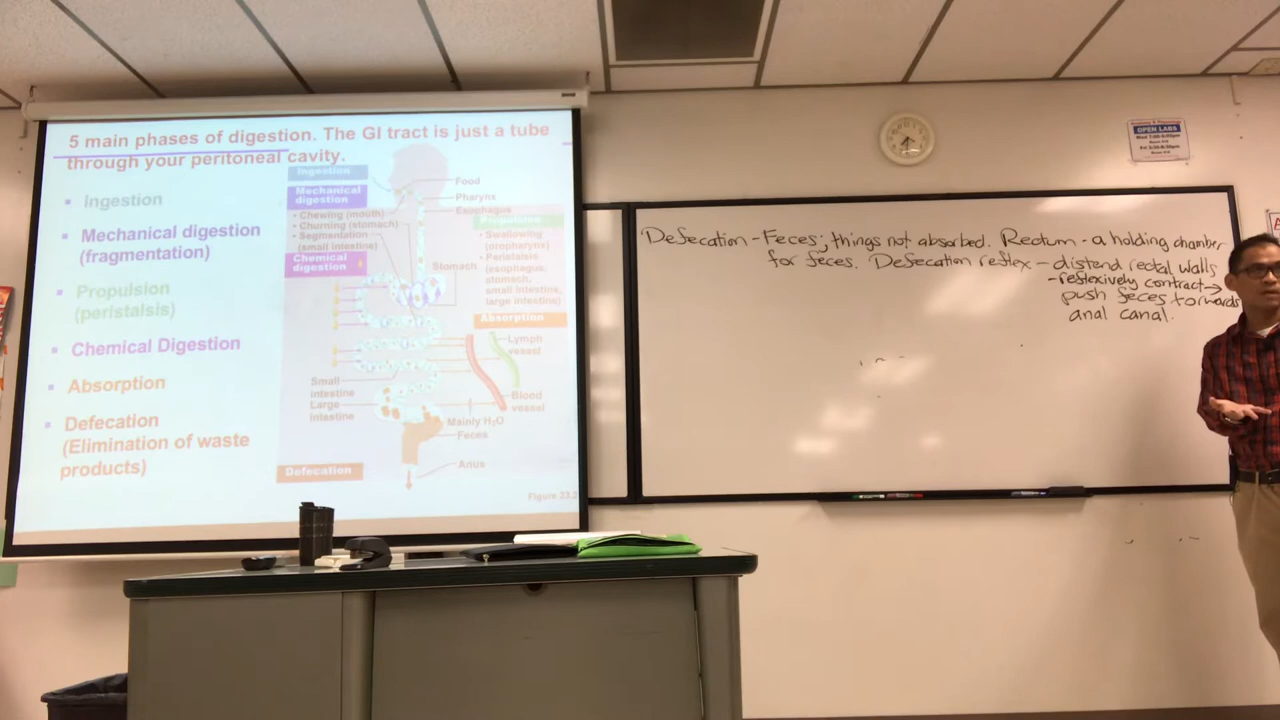 5 main phases of digestion. The GI tract is just a tube
through your peritoneal cavity.
Ingestion
Mechanical digestion
(fragmentation)
Propulsion
(peristalsis)
Chemical Digestion
Absorption
Defecation
(Elimination of waste
products)
Ingestion
Mechanical
digestion
• Chewing (mouth)
• Churning (stomach)
• Segmentation
(small intestine)
Chemical
digestion
Food
Pharynx
Esophagus
Propulsion
• Swallowing
(oropharynx)
• Peristalsis
(esophagus,
stomach,
small intestine,
large intestine)
Stomach
Absorption
Lymph
vessel
Small
intestine
Large
intestine
Blood
vessel
Mainly H₂O
Feces
Anus
Defecation
Figure 23.2
Defecation - Feces; things not absorbed. Rectum - a holding chamber
for feces. Defecation reflex - distend rectal walls
- reflexively contract →
push feces towards
anal canal.
Anatomy & Physiology
OPEN LABS